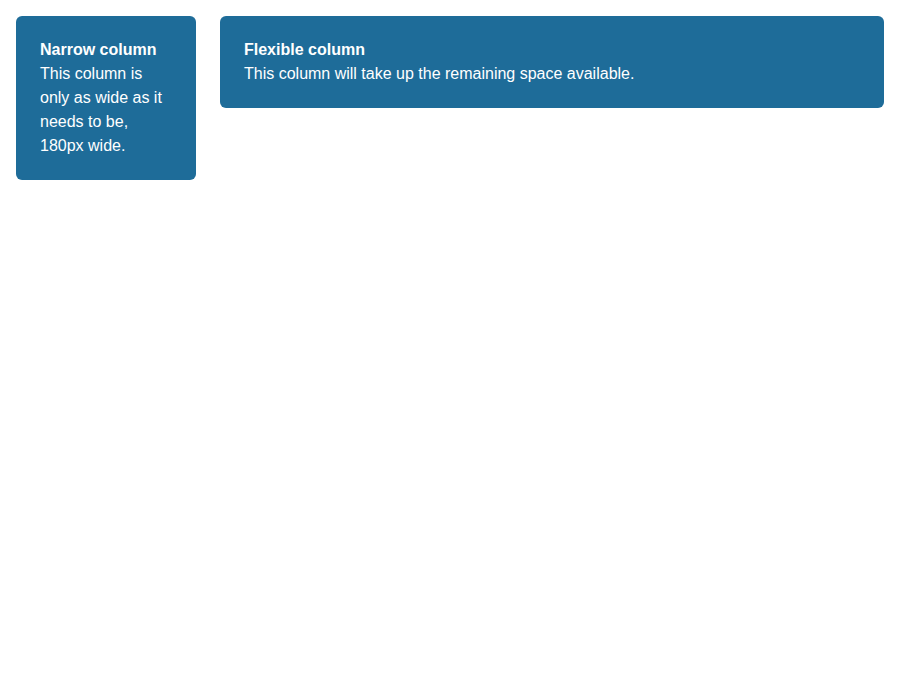 Narrow column
This column is
only as wide as it
needs to be,
180px wide.
Flexible column
This column will take up the remaining space available.